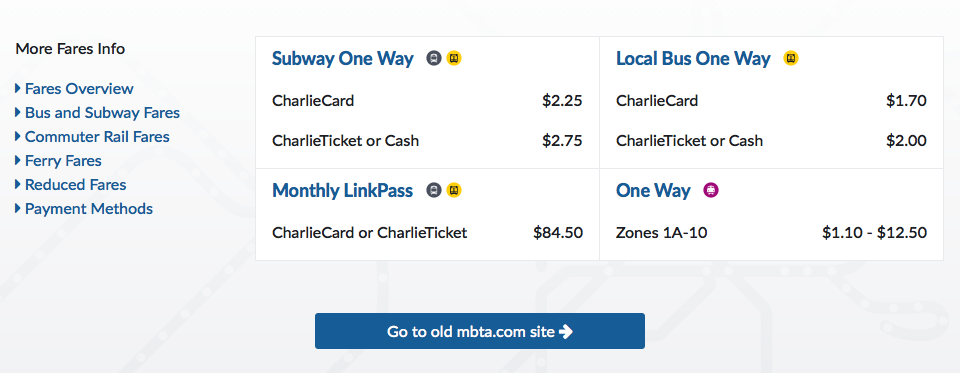 More Fares Info
Fares Overview
Bus and Subway Fares
Commuter Rail Fares
Ferry Fares
Reduced Fares
Payment Methods
Subway One Way
CharlieCard $2.25
CharlieTicket or Cash $2.75
Local Bus One Way
CharlieCard $1.70
CharlieTicket or Cash $2.00
Monthly LinkPass
CharlieCard or CharlieTicket $84.50
One Way
Zones 1A-10 $1.10 - $12.50
Go to old mbta.com site